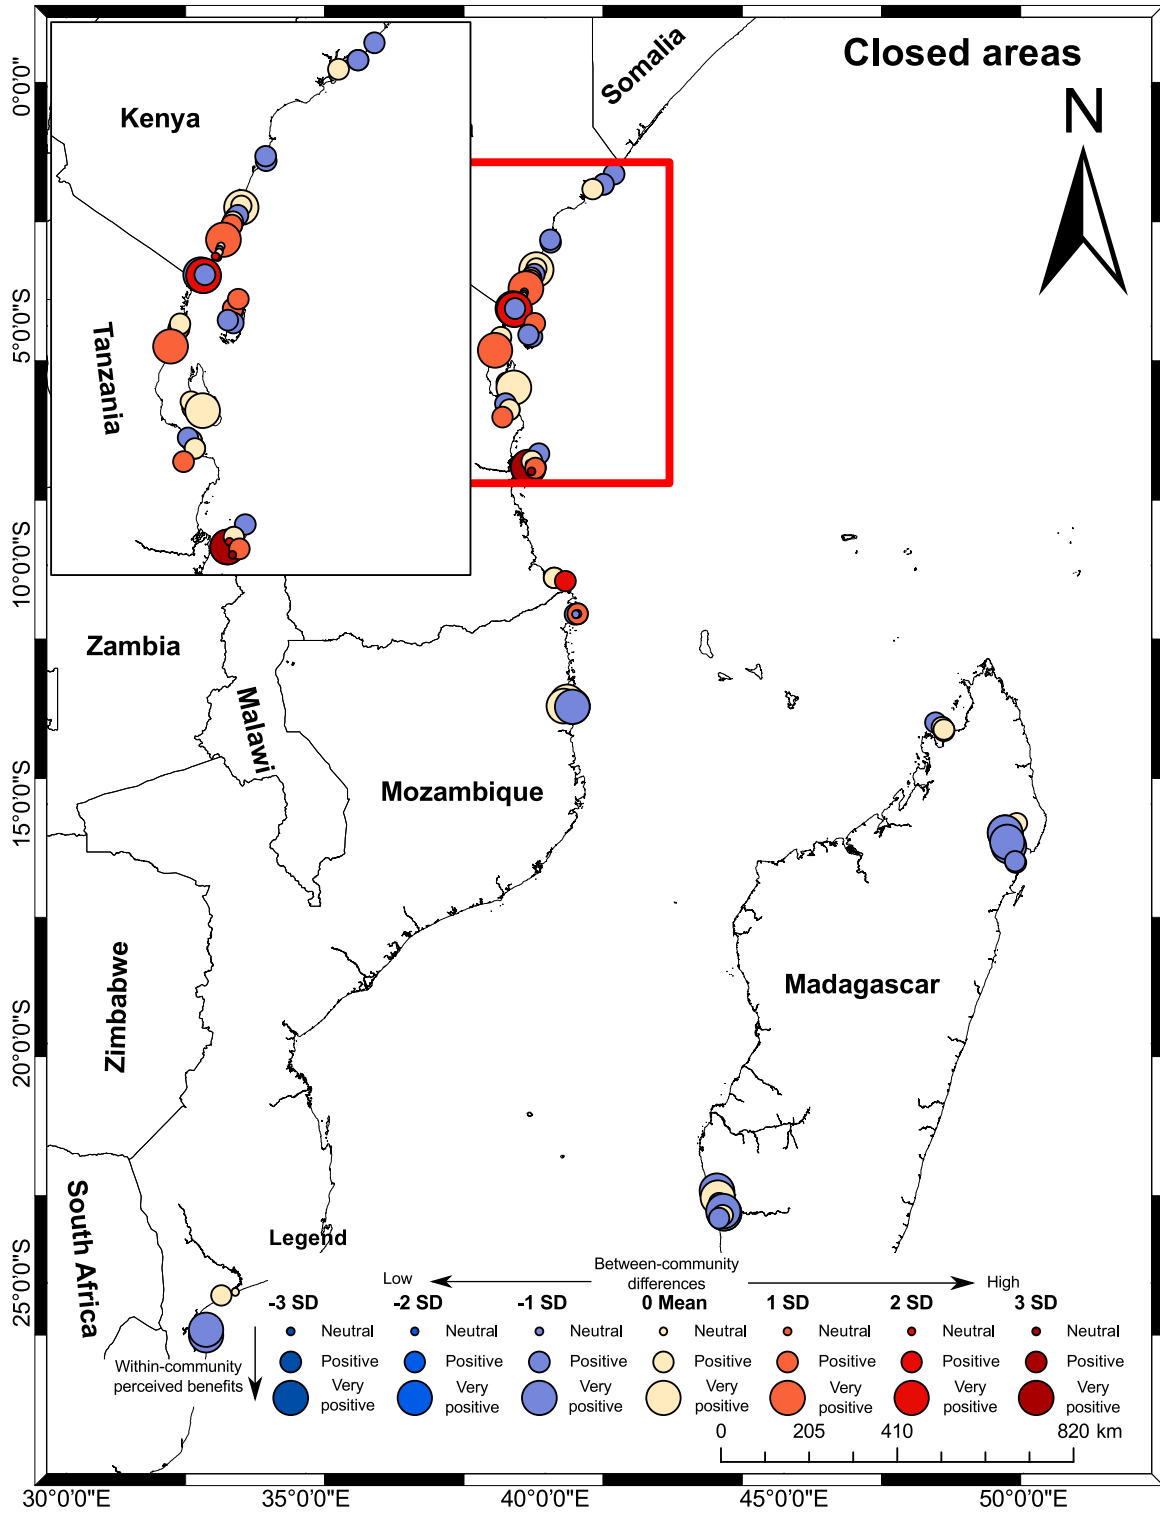 Closed areas
N
Somalia
Kenya
Tanzania
Zambia
Malawi
Mozambique
Zimbabwe
Madagascar
South Africa
0°0'0"
5°0'0"S
10°0'0"S
15°0'0"S
20°0'0"S
25°0'0"S
Legend
Between-community
differences
Low
High
-3 SD -2 SD -1 SD 0 Mean 1 SD 2 SD 3 SD
Neutral Neutral Neutral Neutral Neutral Neutral Neutral
Within-community
perceived benefits
Positive Positive Positive Positive Positive Positive Positive
Very Very Very Very Very Very Very
positive positive positive positive positive positive positive
0 205 410 820 km
30°0'0"E 35°0'0"E 40°0'0"E 45°0'0"E 50°0'0"E